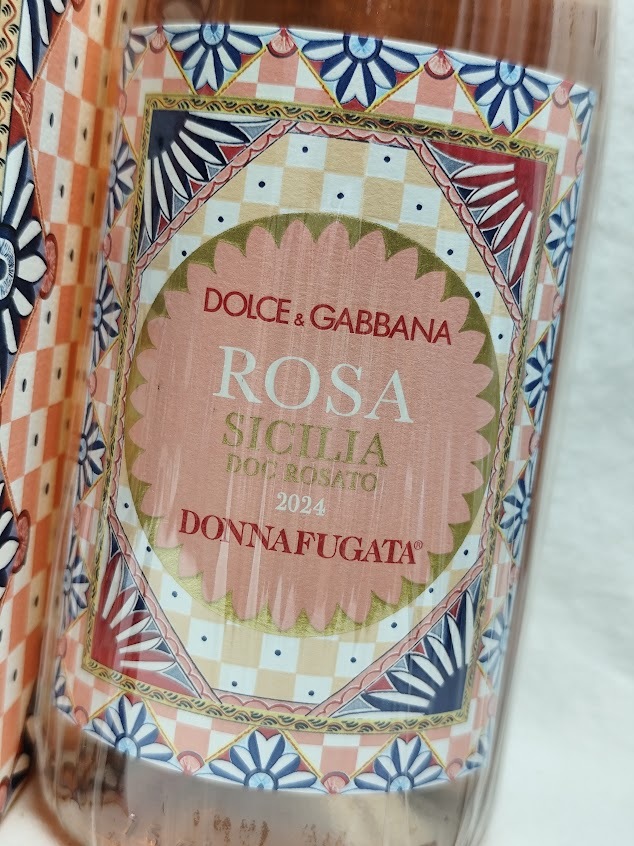 DOLCE & GABBANA
ROSA
SICILIA
DOC ROSATO
2024
DONNAFUGATA®